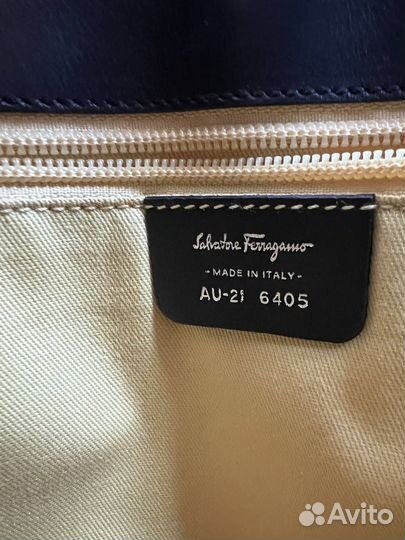 Salvatore Ferragamo
- MADE IN ITALY -
AU-21 6405
Avito